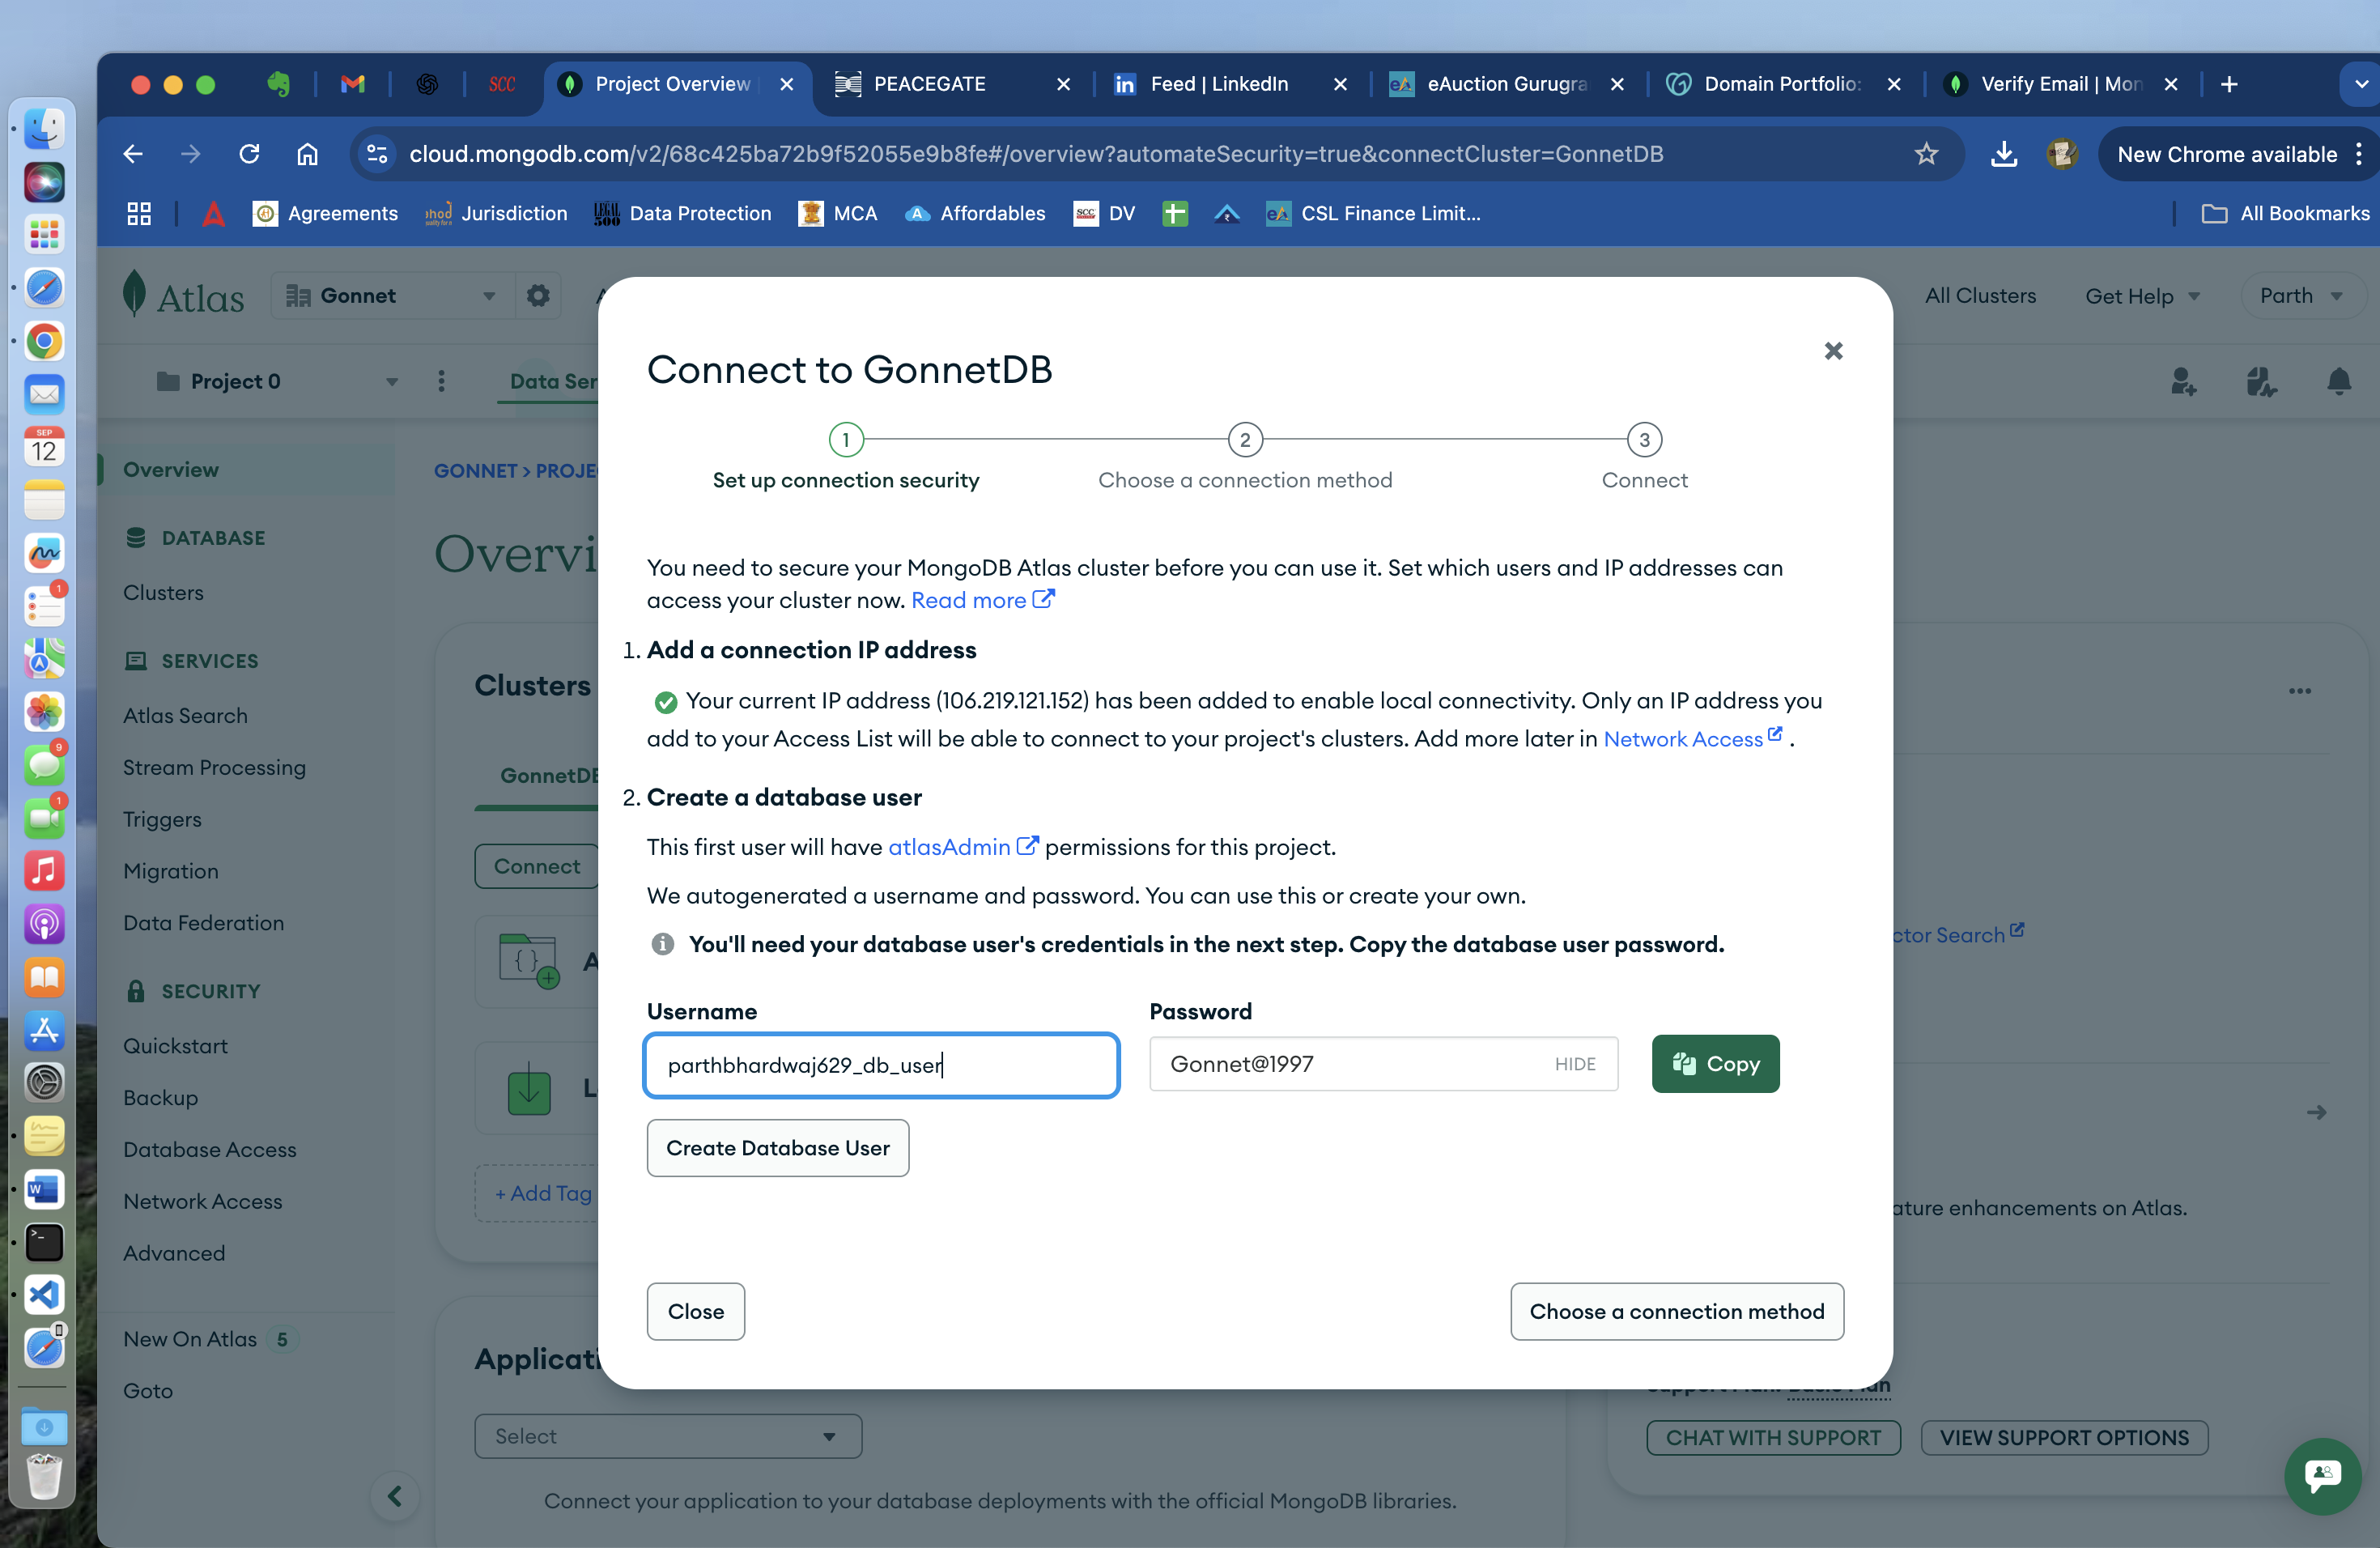 SCC
Project Overview
PEACEGATE
Feed | LinkedIn
eAuction Gurugra
Domain Portfolio:
Verify Email | Mon
cloud.mongodb.com/v2/68c425ba72b9f52055e9b8fe#/overview?automateSecurity=true&connectCluster=GonnetDB
New Chrome available
Agreements
Jurisdiction
Data Protection
MCA
Affordables
DV
CSL Finance Limit...
All Bookmarks
SEP
12
1
9
1
Atlas
Gonnet
All Clusters
Get Help
Parth
Project 0
Data Ser
Overview
DATABASE
Clusters
SERVICES
Atlas Search
Stream Processing
Triggers
Migration
Data Federation
SECURITY
Quickstart
Backup
Database Access
Network Access
Advanced
New On Atlas 5
Goto
GONNET > PROJE
Overvi
Clusters
GonnetDB
Connect
+ Add Tag
Applicati
Select
Connect your application to your database deployments with the official MongoDB libraries.
Connect to GonnetDB
1
2
3
Set up connection security
Choose a connection method
Connect
You need to secure your MongoDB Atlas cluster before you can use it. Set which users and IP addresses can
access your cluster now. Read more
1. Add a connection IP address
Your current IP address (106.219.121.152) has been added to enable local connectivity. Only an IP address you
add to your Access List will be able to connect to your project's clusters. Add more later in Network Access .
2. Create a database user
This first user will have atlasAdmin permissions for this project.
We autogenerated a username and password. You can use this or create your own.
You'll need your database user's credentials in the next step. Copy the database user password.
Username
Password
parthbhardwaj629_db_user
Gonnet@1997
HIDE
Copy
Create Database User
Close
Choose a connection method
ctor Search
ature enhancements on Atlas.
CHAT WITH SUPPORT
VIEW SUPPORT OPTIONS